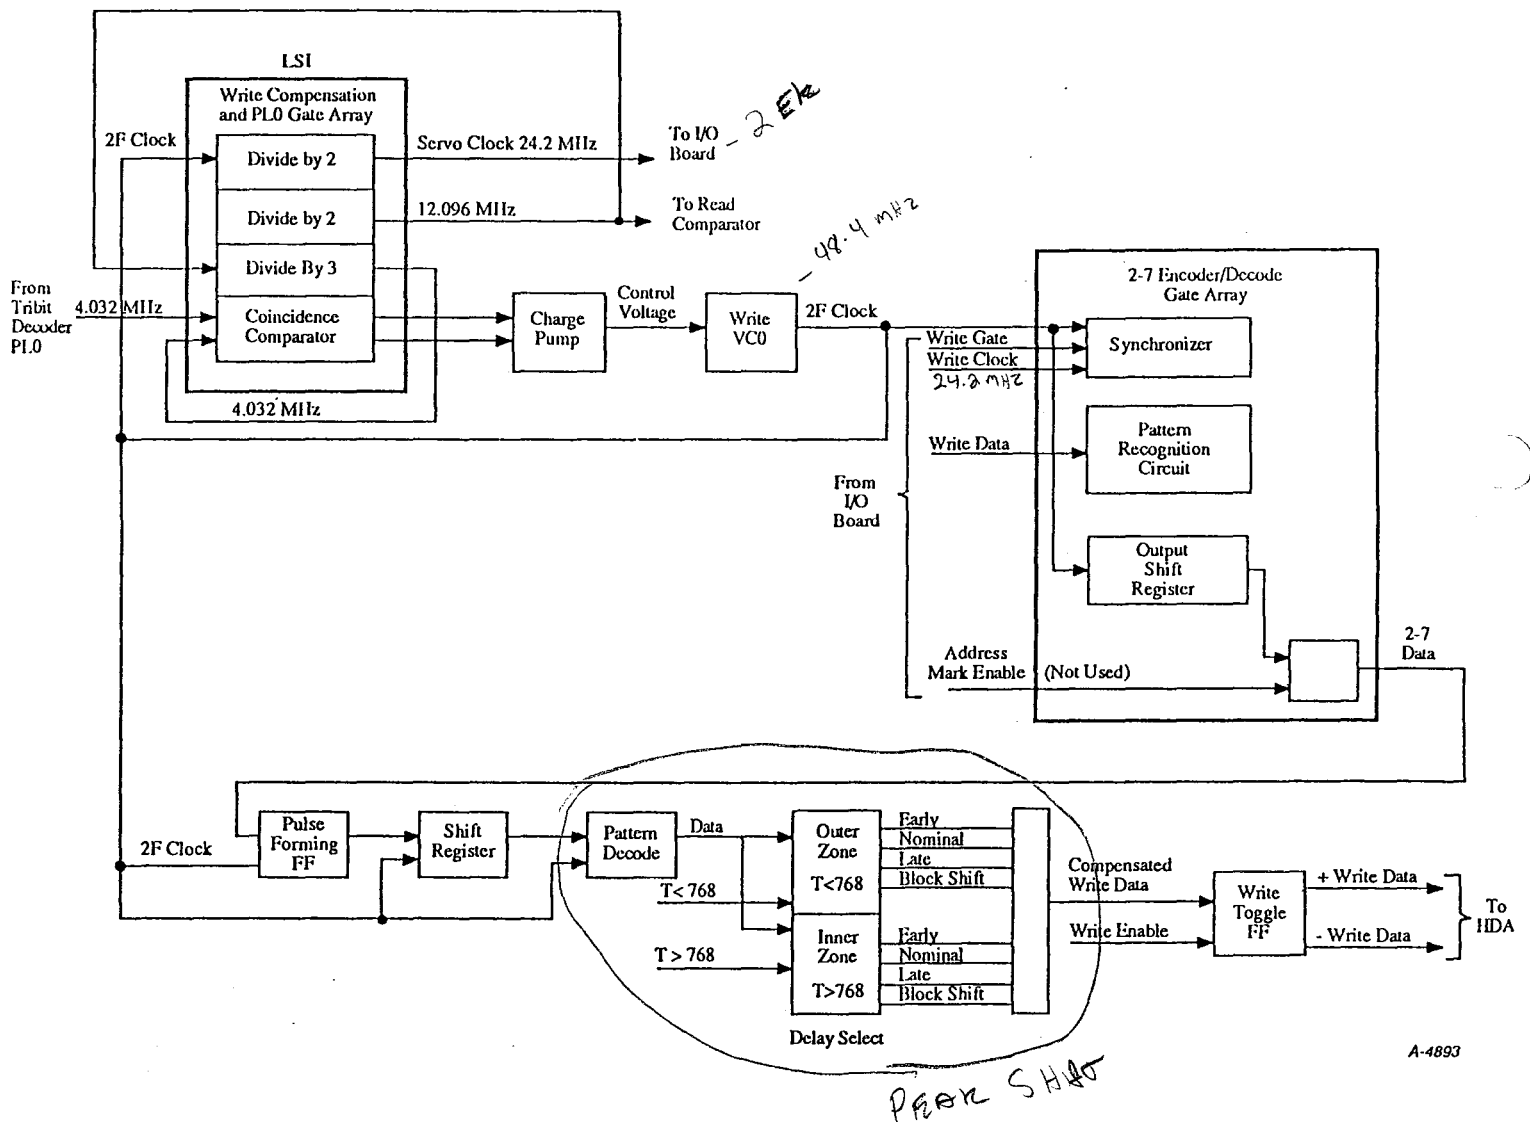 LSI
Write Compensation
and PL0 Gate Array
2F Clock
Divide by 2
Servo Clock 24.2 MHz
To I/O
Board
Divide by 2
12.096 MHz
To Read
Comparator
- 48.4 MHz
Divide By 3
From
Tribit
Decoder
PL0
4.032 MHz
Coincidence
Comparator
Charge
Pump
Control
Voltage
Write
VC0
2F Clock
4.032 MHz
2-7 Encoder/Decode
Gate Array
Write Gate
Write Clock
24.2 MHz
Synchronizer
Write Data
Pattern
Recognition
Circuit
From
I/O
Board
Output
Shift
Register
Address
Mark Enable (Not Used)
2-7
Data
2F Clock
Pulse
Forming
FF
Shift
Register
Pattern
Decode
Data
T< 768
T > 768
Outer
Zone
T<768
Early
Nominal
Late
Block Shift
Inner
Zone
T>768
Early
Nominal
Late
Block Shift
Delay Select
Compensated
Write Data
Write Enable
Write
Toggle
FF
+ Write Data
- Write Data
To
HDA
A-4893
PEAK